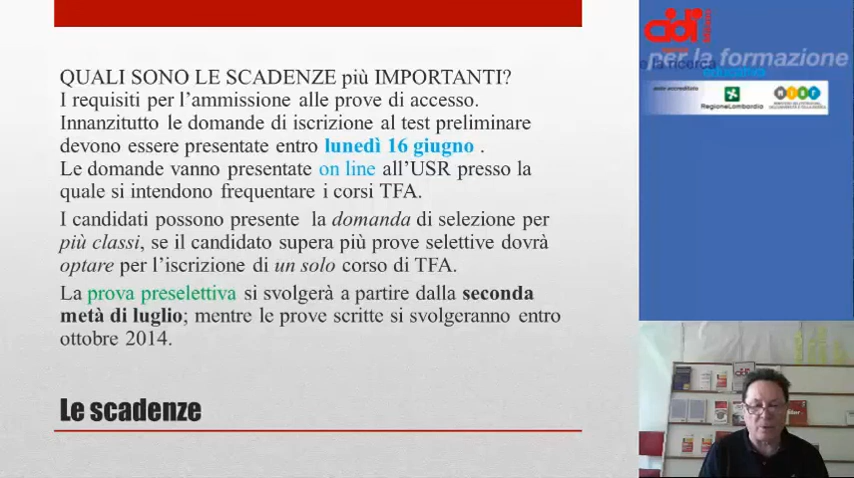 QUALI SONO LE SCADENZE più IMPORTANTI?
I requisiti per l'ammissione alle prove di accesso.
Innanzitutto le domande di iscrizione al test preliminare
devono essere presentate entro lunedì 16 giugno .
Le domande vanno presentate on line all'USR presso la
quale si intendono frequentare i corsi TFA.
I candidati possono presente la domanda di selezione per
più classi, se il candidato supera più prove selettive dovrà
optare per l'iscrizione di un solo corso di TFA.
La prova preselettiva si svolgerà a partire dalla seconda
metà di luglio; mentre le prove scritte si svolgeranno entro
ottobre 2014.
Le scadenze
cidi
per la formazione
e la ricerca
RegioneLombardia